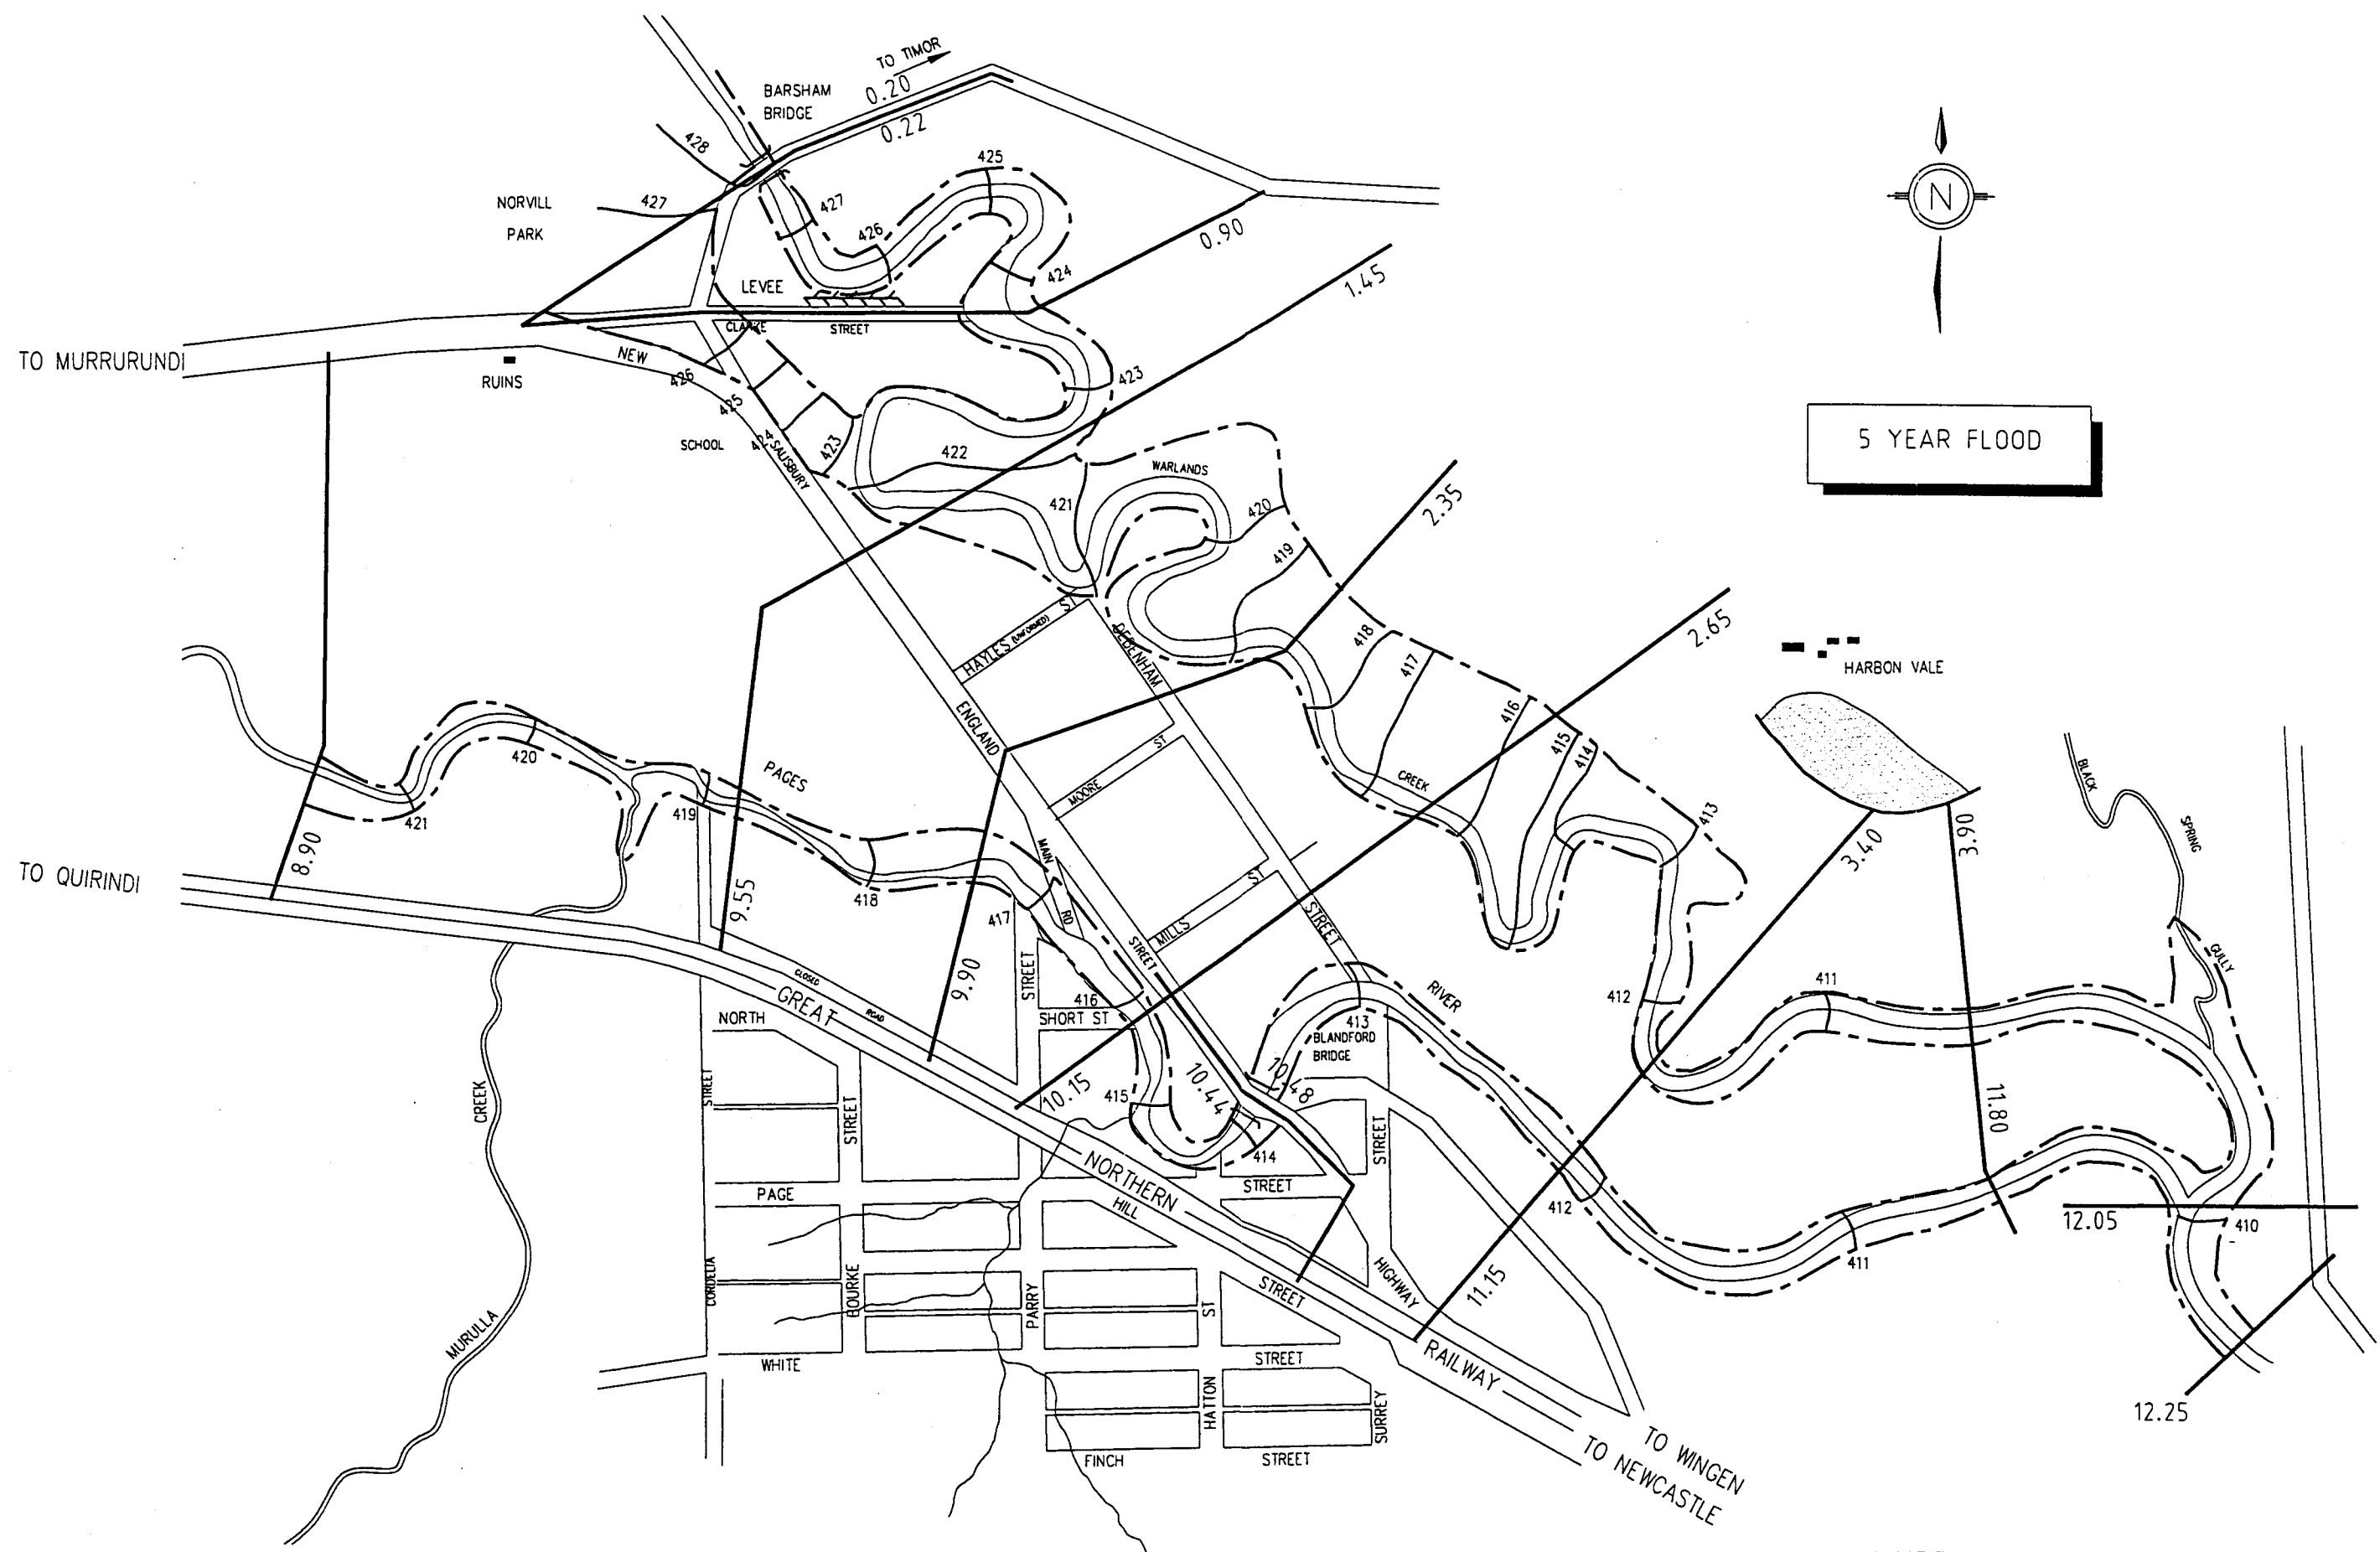 TO TIMOR
0.20
BARSHAM
BRIDGE
0.22
428
425
NORVILL
PARK
427
427
426
0.90
424
1.45
N
LEVEE
CLARKE STREET
TO MURRURUNDI
NEW
RUINS
426
425
423
5 YEAR FLOOD
SCHOOL
424
SALISBURY
423
422
WARLANDS
421
420
2.35
419
HAYLES (UNFORMED) ST
DEBENHAM
418
417
2.65
HARBON VALE
ENGLAND
416
415
414
420
PAGES
MOORE ST
CREEK
BLACK
413
SPRING
421
419
8.90
MAIN
3.40
3.90
TO QUIRINDI
418
9.55
417
RD
ST
STREET
MILLS
STREET
9.90
STREET
GULLY
CLOSED
ROAD
GREAT
RIVER
411
412
416
NORTH
SHORT ST
413
BLANDFORD
BRIDGE
STREET
10.15
415
10.44
10.48
11.80
CREEK
STREET
STREET
414
NORTHERN
PAGE
HILL
STREET
412
12.05
410
411
CORDELIA
BOURKE
PARRY
ST
STREET
HIGHWAY
11.15
MURULLA
WHITE
STREET
RAILWAY
HATTON
SURREY
12.25
FINCH
STREET
TO WINGEN
TO NEWCASTLE